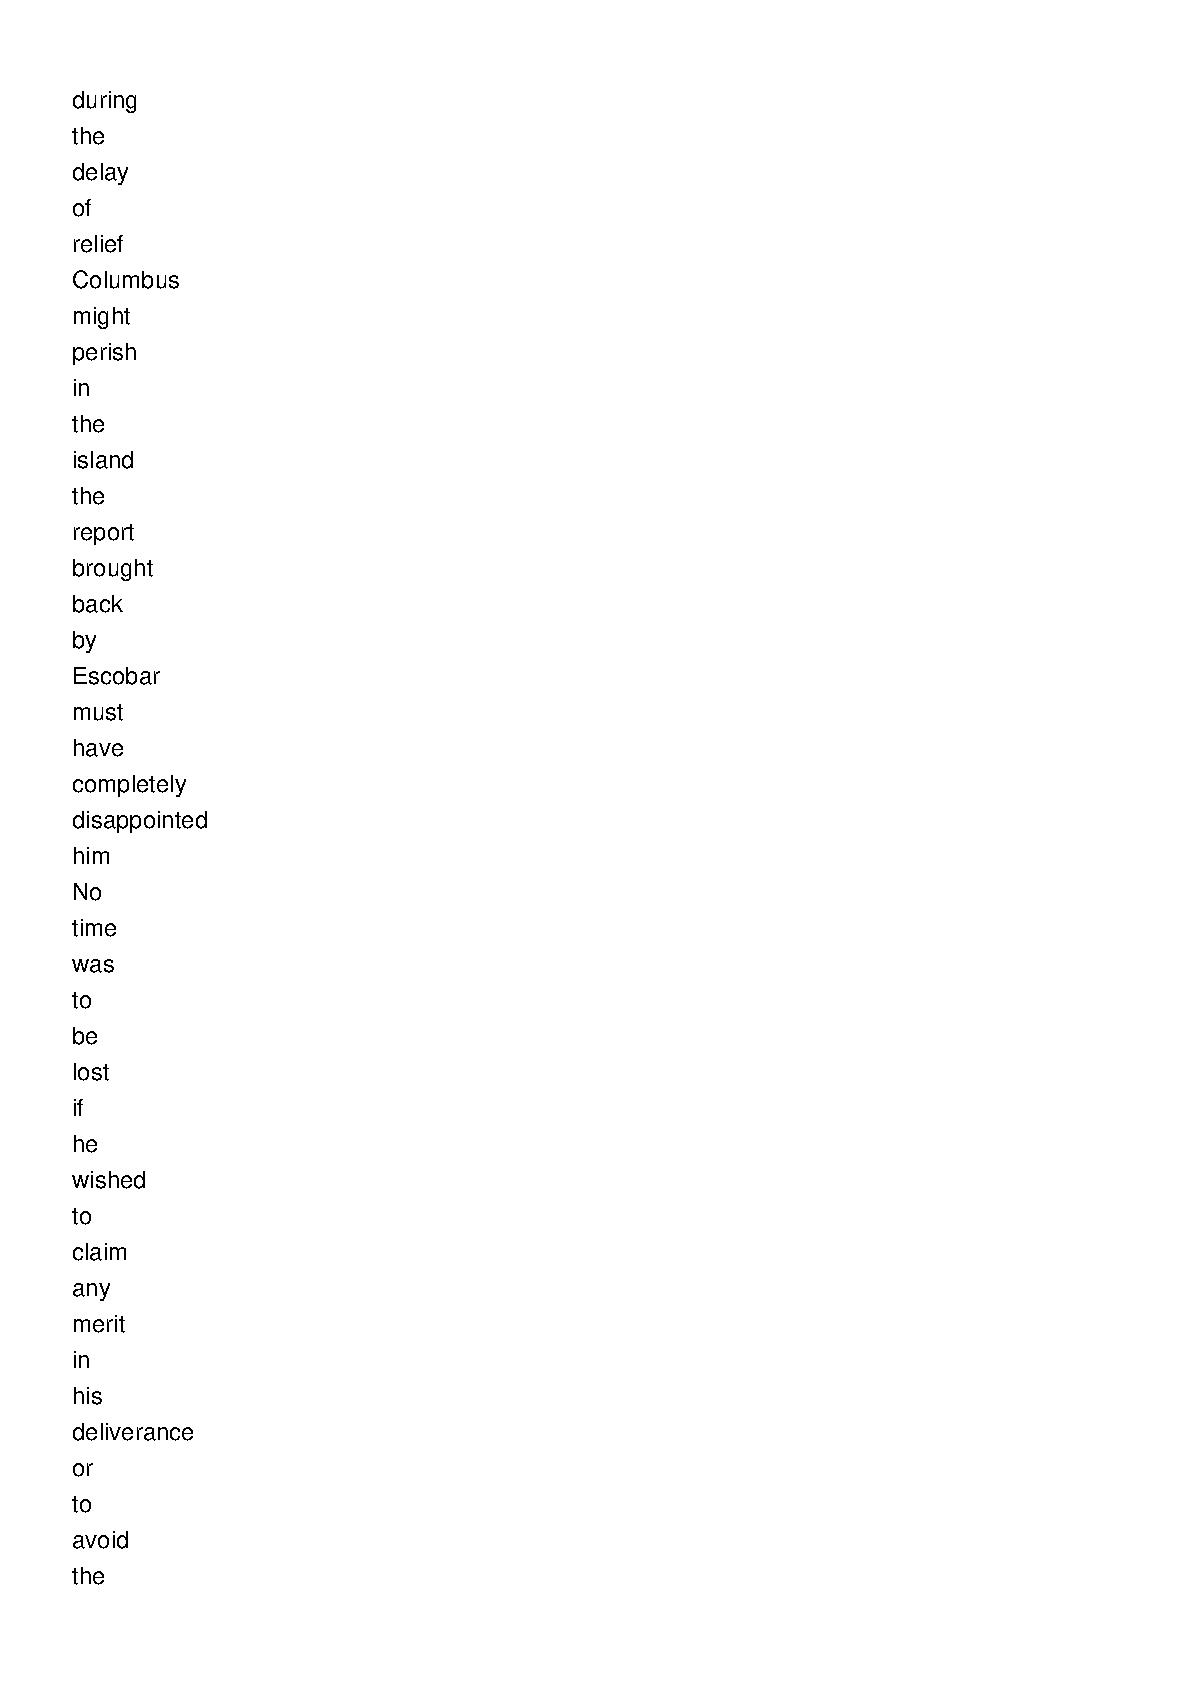 during
the
delay
of
relief
Columbus
might
perish
in
the
island
the
report
brought
back
by
Escobar
must
have
completely
disappointed
him
No
time
was
to
be
lost
if
he
wished
to
claim
any
merit
in
his
deliverance
or
to
avoid
the